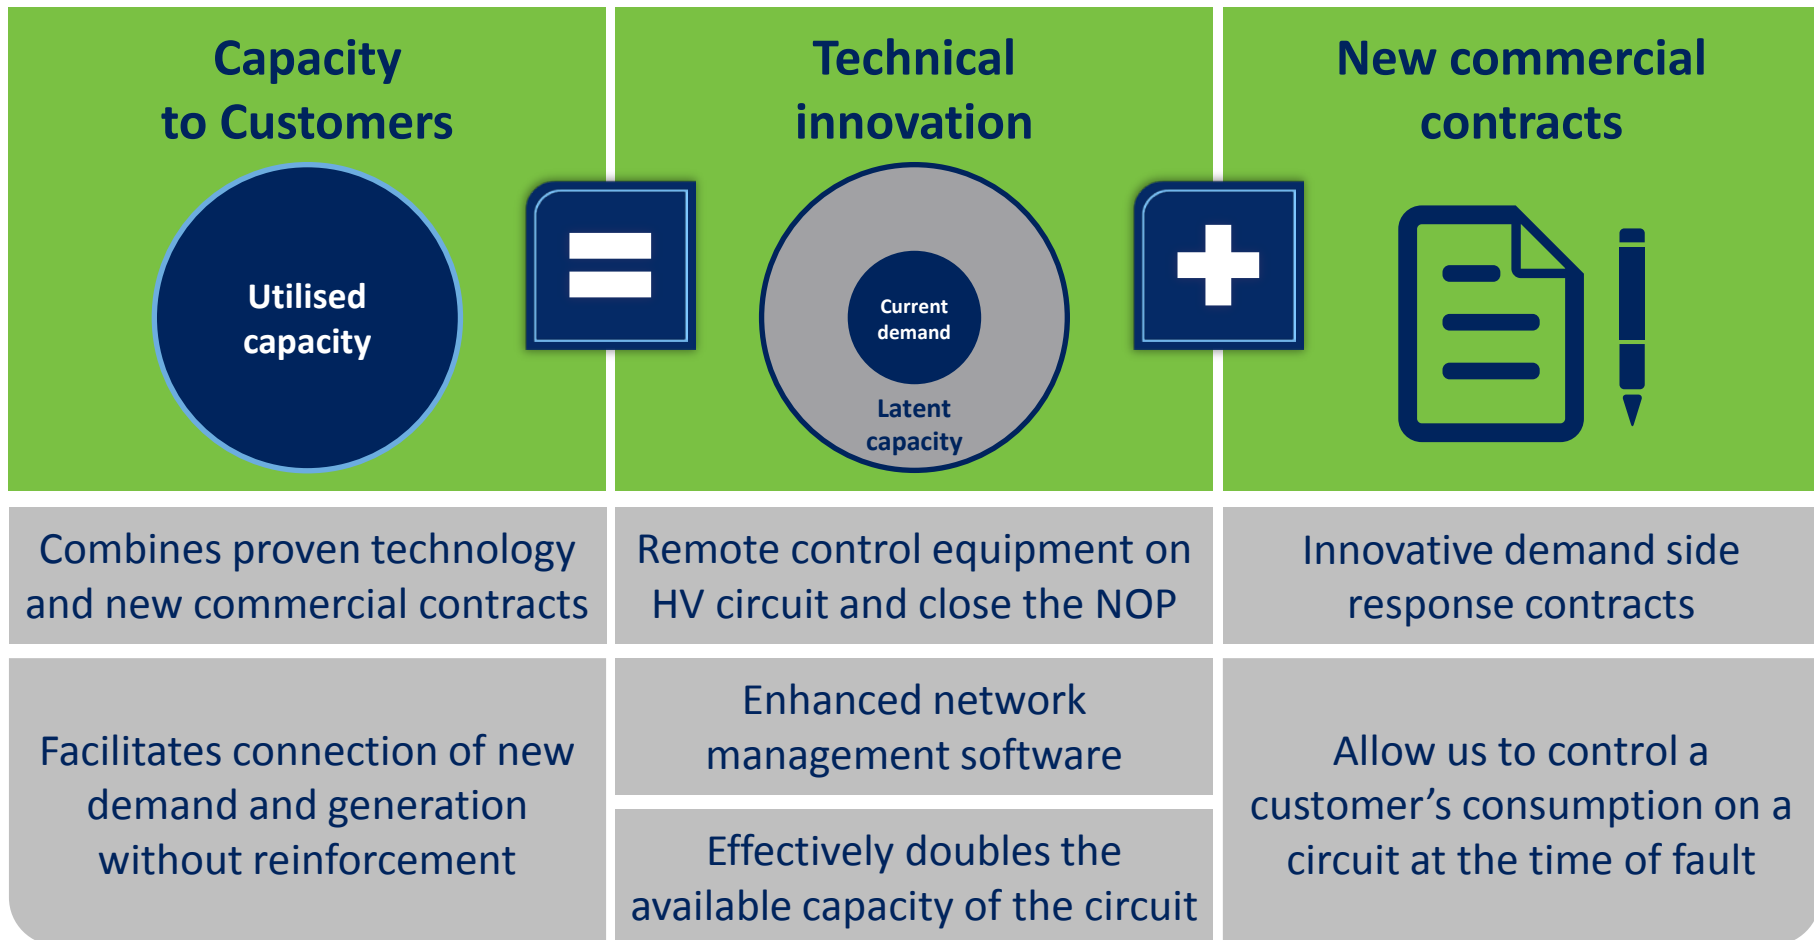 Capacity
to Customers
Utilised
capacity
=
Technical
innovation
Current
demand
Latent
capacity
+
New commercial
contracts
Combines proven technology
and new commercial contracts
Remote control equipment on
HV circuit and close the NOP
Innovative demand side
response contracts
Facilitates connection of new
demand and generation
without reinforcement
Enhanced network
management software
Effectively doubles the
available capacity of the circuit
Allow us to control a
customer’s consumption on a
circuit at the time of fault